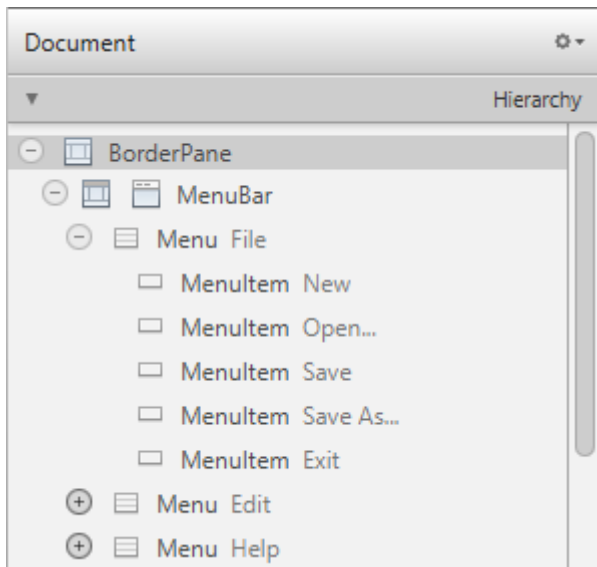 Document
Hierarchy
BorderPane
MenuBar
Menu File
MenuItem New
MenuItem Open...
MenuItem Save
MenuItem Save As...
MenuItem Exit
Menu Edit
Menu Help